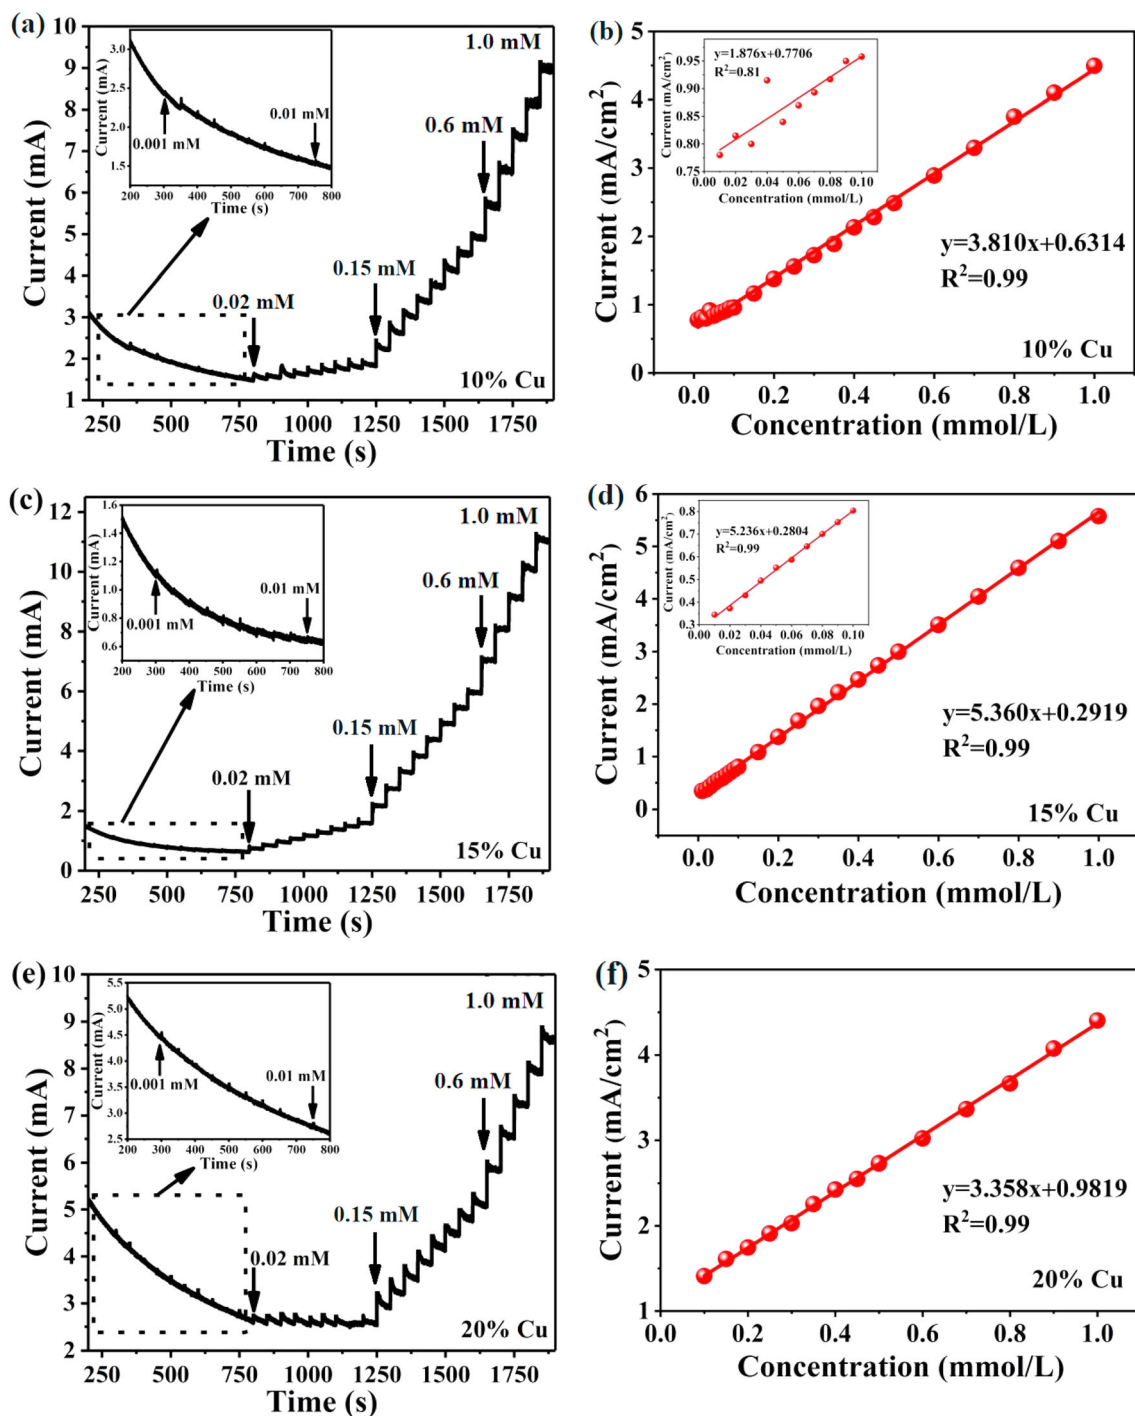 (a)
10
9
8
7
6
5
4
3
2
1
Current (mA)
250 500 750 1000 1250 1500 1750
Time (s)
1.0 mM
0.6 mM
0.15 mM
0.02 mM
10% Cu
3.0
2.5
2.0
1.5
Current (mA)
200 300 400 500 600 700 800
Time (s)
0.001 mM
0.01 mM
(b)
5
4
3
2
1
0
Current (mA/cm²)
0.0 0.2 0.4 0.6 0.8 1.0
Concentration (mmol/L)
y=3.810x+0.6314
R²=0.99
10% Cu
y=1.876x+0.7706
R²=0.81
0.95
0.90
0.85
0.80
0.75
Current (mA/cm²)
0.00 0.02 0.04 0.06 0.08 0.10
Concentration (mmol/L)
(c)
12
10
8
6
4
2
0
Current (mA)
250 500 750 1000 1250 1500 1750
Time (s)
1.0 mM
0.6 mM
0.15 mM
0.02 mM
15% Cu
1.6
1.4
1.2
1.0
0.8
0.6
Current (mA)
200 300 400 500 600 700 800
Time (s)
0.001 mM
0.01 mM
(d)
6
5
4
3
2
1
0
Current (mA/cm²)
0.0 0.2 0.4 0.6 0.8 1.0
Concentration (mmol/L)
y=5.360x+0.2919
R²=0.99
15% Cu
y=5.236x+0.2804
R²=0.99
0.8
0.7
0.6
0.5
0.4
0.3
Current (mA/cm²)
0.00 0.02 0.04 0.06 0.08 0.10
Concentration (mmol/L)
(e)
10
9
8
7
6
5
4
3
2
Current (mA)
250 500 750 1000 1250 1500 1750
Time (s)
1.0 mM
0.6 mM
0.15 mM
0.02 mM
20% Cu
5.5
5.0
4.5
4.0
3.5
3.0
2.5
Current (mA)
200 300 400 500 600 700 800
Time (s)
0.001 mM
0.01 mM
(f)
5
4
3
2
1
Current (mA/cm²)
0.0 0.2 0.4 0.6 0.8 1.0
Concentration (mmol/L)
y=3.358x+0.9819
R²=0.99
20% Cu